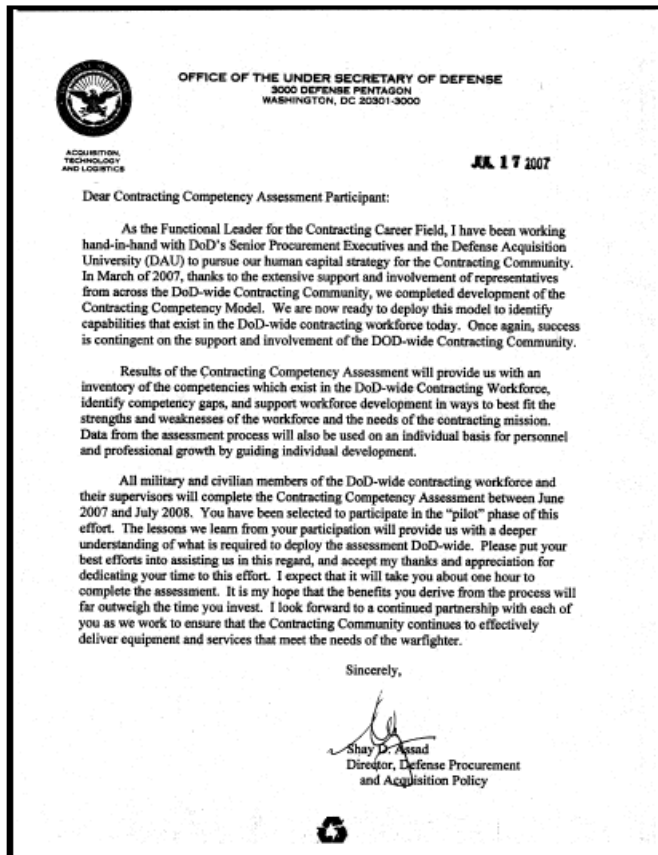 OFFICE OF THE UNDER SECRETARY OF DEFENSE
3000 DEFENSE PENTAGON
WASHINGTON, DC 20301-3000
ACQUISITION,
TECHNOLOGY
AND LOGISTICS
JUL 17 2007
Dear Contracting Competency Assessment Participant:
As the Functional Leader for the Contracting Career Field, I have been working
hand-in-hand with DoD's Senior Procurement Executives and the Defense Acquisition
University (DAU) to pursue our human capital strategy for the Contracting Community.
In March of 2007, thanks to the extensive support and involvement of representatives
from across the DoD-wide Contracting Community, we completed development of the
Contracting Competency Model. We are now ready to deploy this model to identify
capabilities that exist in the DoD-wide contracting workforce today. Once again, success
is contingent on the support and involvement of the DOD-wide Contracting Community.
Results of the Contracting Competency Assessment will provide us with an
inventory of the competencies which exist in the DoD-wide Contracting Workforce,
identify competency gaps, and support workforce development in ways to best fit the
strengths and weaknesses of the workforce and the needs of the contracting mission.
Data from the assessment process will also be used on an individual basis for personnel
and professional growth by guiding individual development.
All military and civilian members of the DoD-wide contracting workforce and
their supervisors will complete the Contracting Competency Assessment between June
2007 and July 2008. You have been selected to participate in the "pilot" phase of this
effort. The lessons we learn from your participation will provide us with a deeper
understanding of what is required to deploy the assessment DoD-wide. Please put your
best efforts into assisting us in this regard, and accept my thanks and appreciation for
dedicating your time to this effort. I expect that it will take you about one hour to
complete the assessment. It is my hope that the benefits you derive from the process will
far outweigh the time you invest. I look forward to a continued partnership with each of
you as we work to ensure that the Contracting Community continues to effectively
deliver equipment and services that meet the needs of the warfighter.
Sincerely,
Shay D. Assad
Director, Defense Procurement
and Acquisition Policy